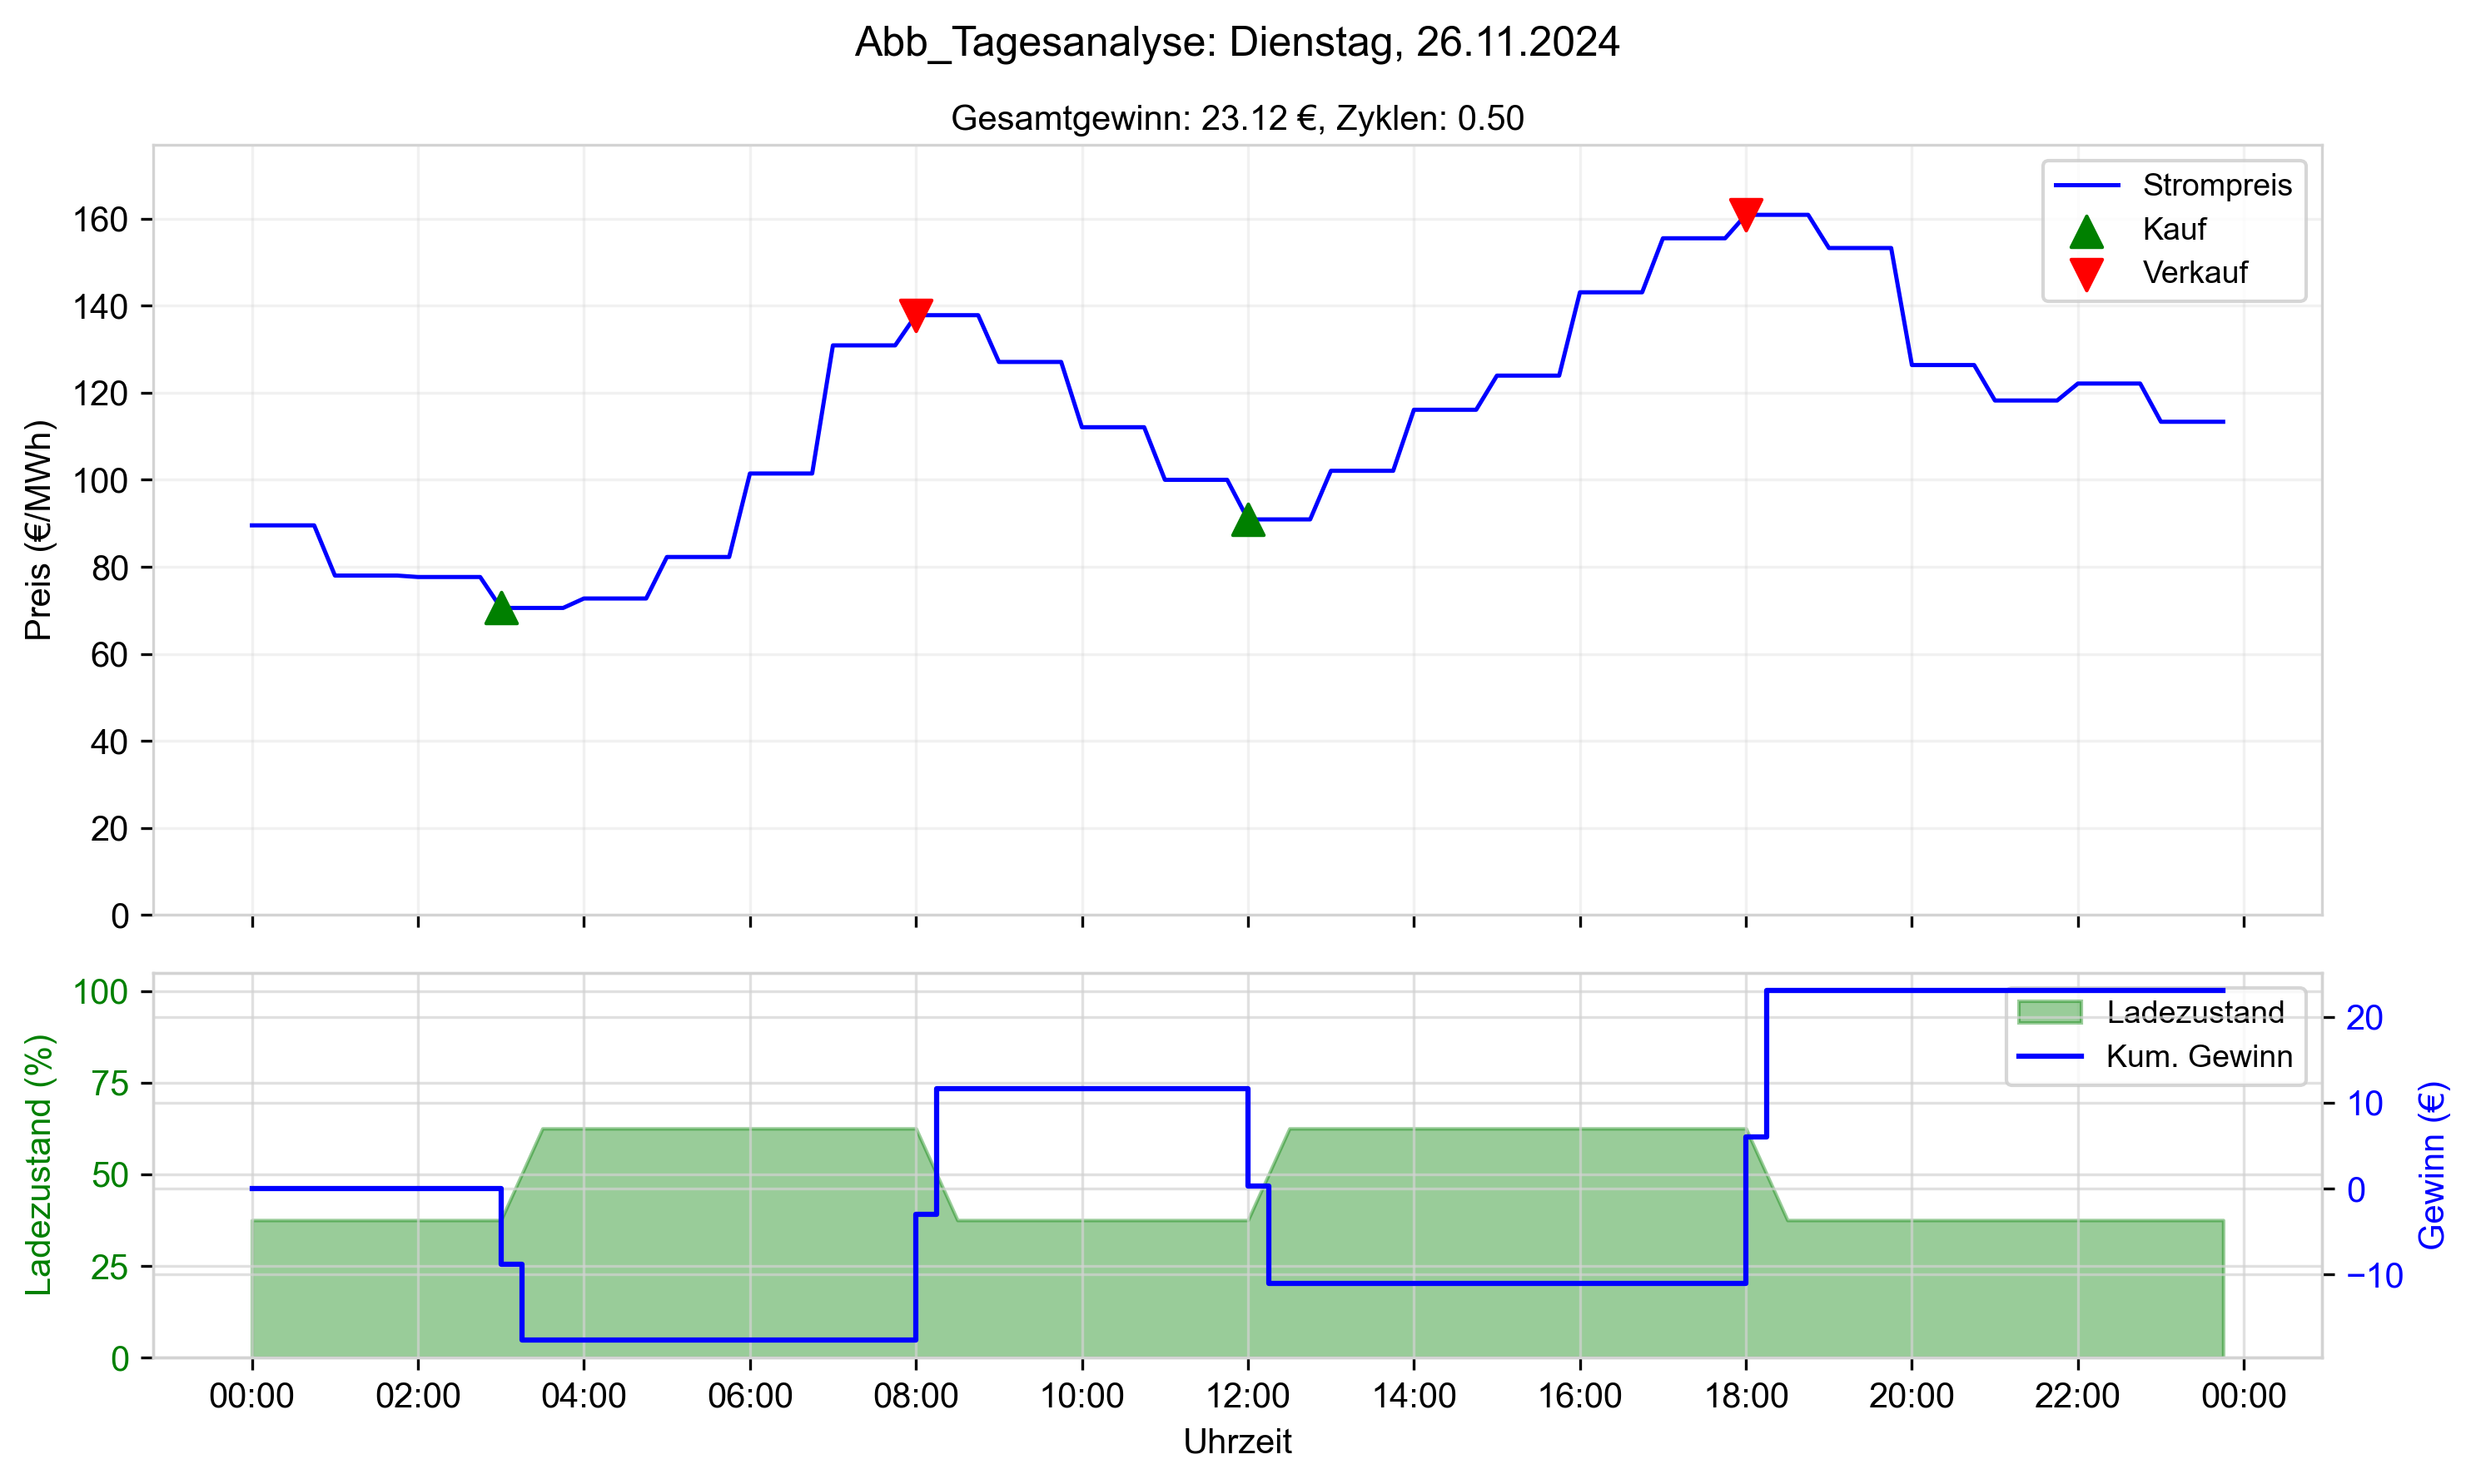 Abb_Tagesanalyse: Dienstag, 26.11.2024
Gesamtgewinn: 23.12 €, Zyklen: 0.50
Preis (€/MWh)
160
140
120
100
80
60
40
20
0
Strompreis
Kauf
Verkauf
Ladezustand (%)
100
75
50
25
0
Ladezustand
Kum. Gewinn
20
10
0
−10
Gewinn (€)
00:00 02:00 04:00 06:00 08:00 10:00 12:00 14:00 16:00 18:00 20:00 22:00 00:00
Uhrzeit